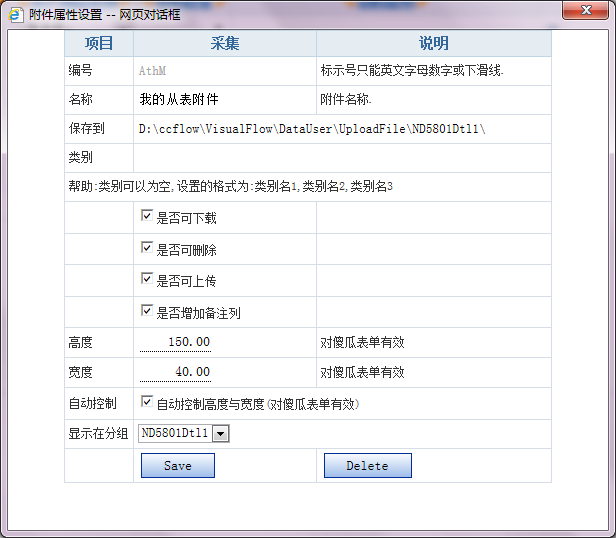 附件属性设置 -- 网页对话框
项目 采集 说明
编号 AthM 标示号只能英文字母数字或下滑线.
名称 我的从表附件 附件名称.
保存到 D:\ccflow\VisualFlow\DataUser\UploadFile\ND5801Dtl1\
类别
帮助:类别可以为空,设置的格式为:类别名1,类别名2,类别名3
是否可下载
是否可删除
是否可上传
是否增加备注列
高度 150.00 对傻瓜表单有效
宽度 40.00 对傻瓜表单有效
自动控制 自动控制高度与宽度(对傻瓜表单有效)
显示在分组 ND5801Dtl1
Save Delete